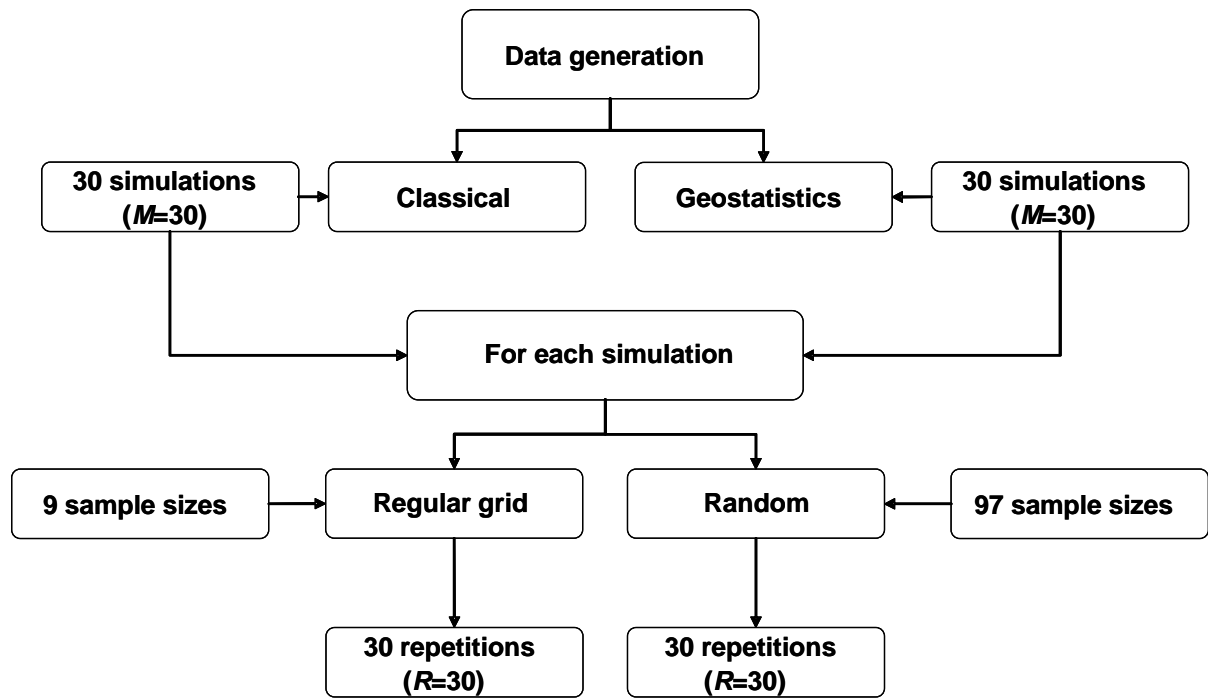 Data generation
30 simulations
(M=30)
Classical
Geostatistics
30 simulations
(M=30)
For each simulation
9 sample sizes
Regular grid
Random
97 sample sizes
30 repetitions
(R=30)
30 repetitions
(R=30)